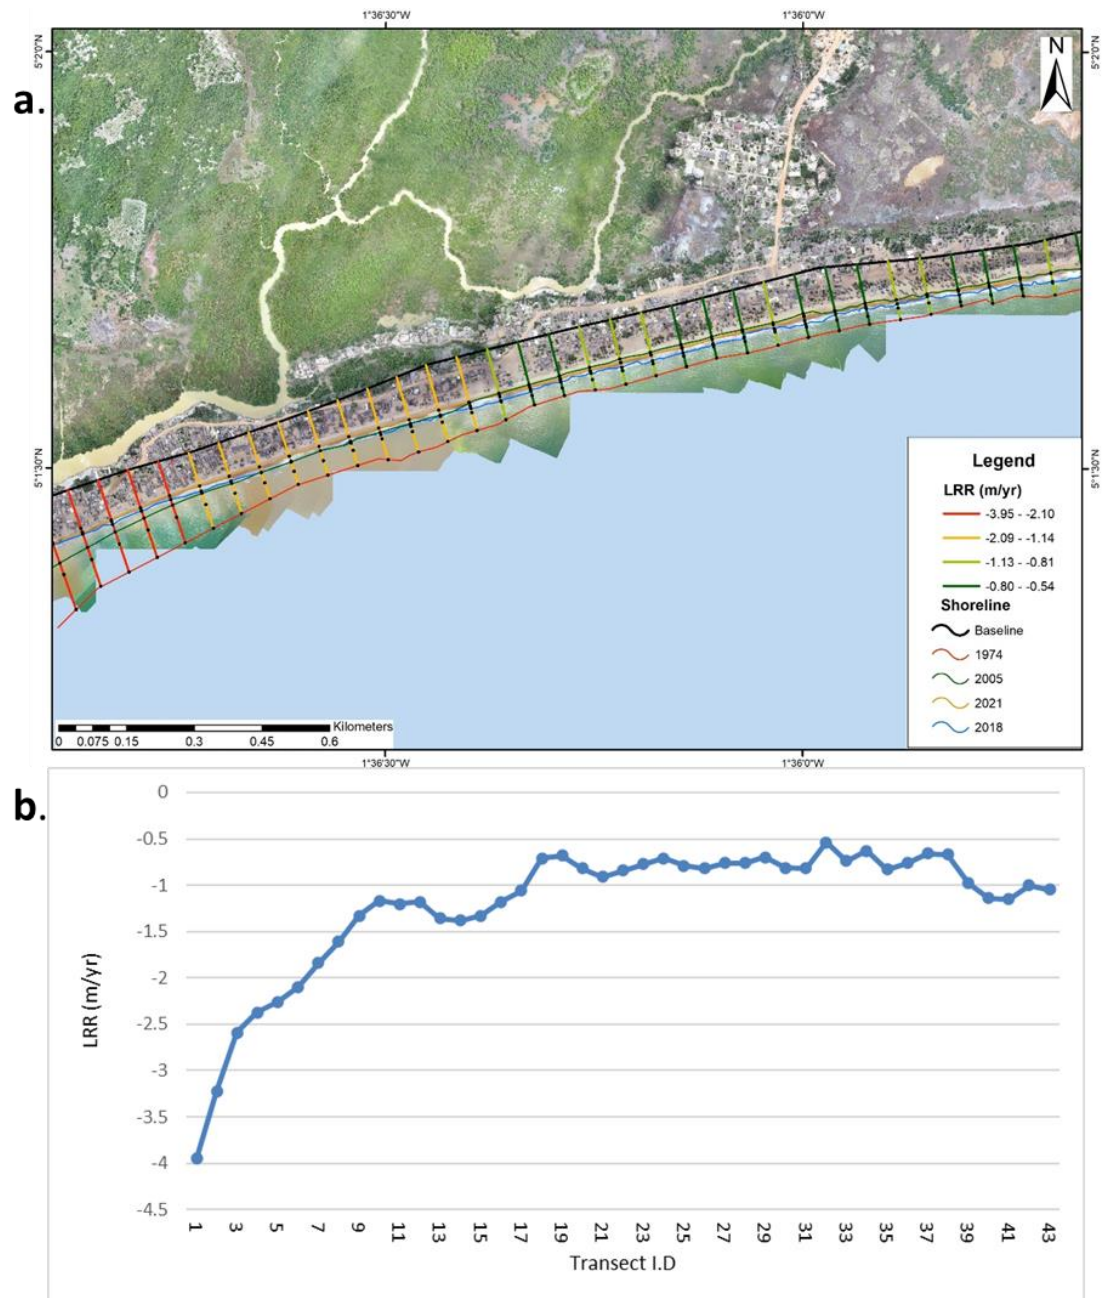 a.
1°36'30"W 1°36'0"W
5°2'0"N 5°2'0"N
N
5°1'30"N 5°1'30"N
Legend
LRR (m/yr)
-3.95 - -2.10
-2.09 - -1.14
-1.13 - -0.81
-0.80 - -0.54
Shoreline
Baseline
1974
2005
2021
2018
Kilometers
0 0.075 0.15 0.3 0.45 0.6
1°36'30"W 1°36'0"W
b.
0
-0.5
-1
-1.5
-2
-2.5
-3
-3.5
-4
-4.5
LRR (m/yr)
1 3 5 7 9 11 13 15 17 19 21 23 25 27 29 31 33 35 37 39 41 43
Transect I.D